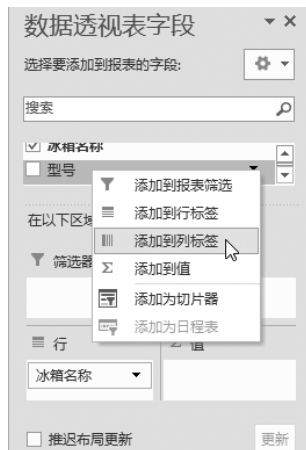 数据透视表字段
选择要添加到报表的字段:
搜索
冰箱名称
型号
添加到报表筛选
添加到行标签
在以下区域
添加到列标签
筛选器
Σ 添加到值
添加为切片器
添加为日程表
行
Σ 值
冰箱名称
推迟布局更新
更新